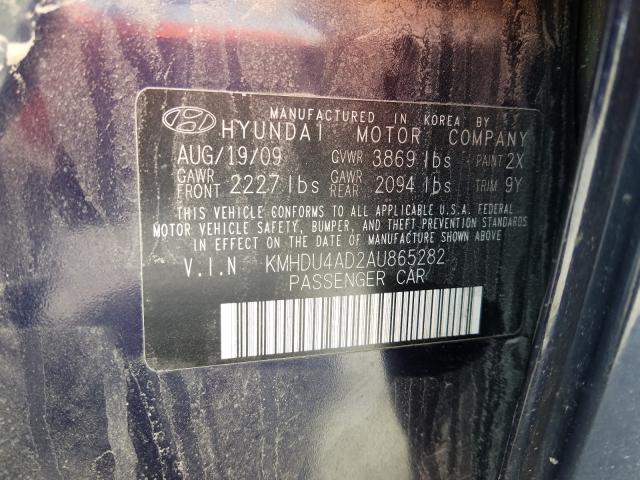 MANUFACTURED IN KOREA BY
HYUNDAI MOTOR COMPANY
AUG/19/09 GVWR 3869 lbs PAINT 2X
GAWR FRONT 2227 lbs GAWR REAR 2094 lbs TRIM 9Y
THIS VEHICLE CONFORMS TO ALL APPLICABLE U.S.A. FEDERAL
MOTOR VEHICLE SAFETY, BUMPER, AND THEFT PREVENTION STANDARDS
IN EFFECT ON THE DATE OF MANUFACTURE SHOWN ABOVE
V.I.N KMHDU4AD2AU865282
PASSENGER CAR